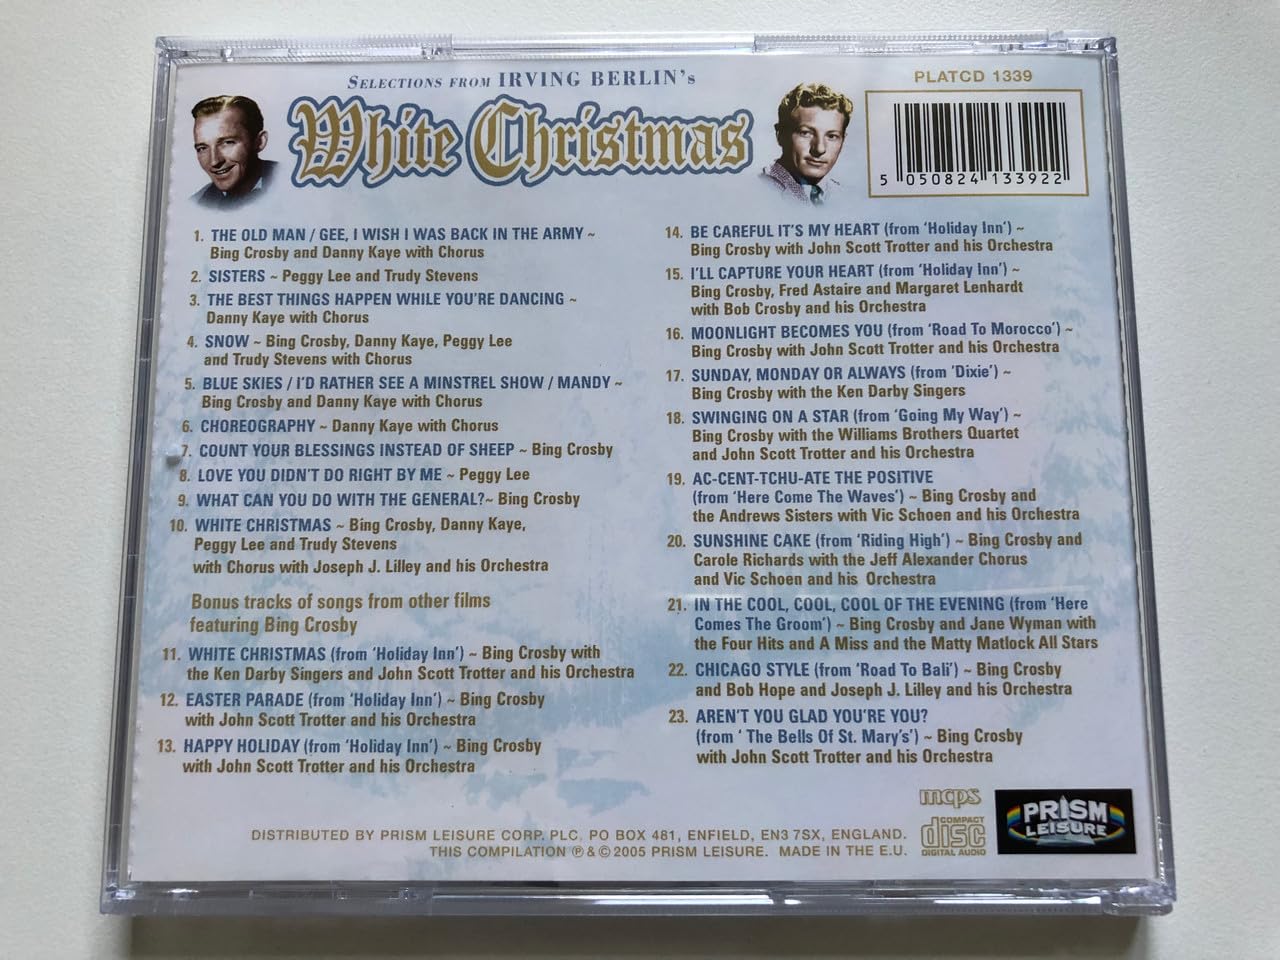 SELECTIONS FROM IRVING BERLIN's
White Christmas
PLATCD 1339
5 050824 133922
1. THE OLD MAN / GEE, I WISH I WAS BACK IN THE ARMY ~
Bing Crosby and Danny Kaye with Chorus
2. SISTERS ~ Peggy Lee and Trudy Stevens
3. THE BEST THINGS HAPPEN WHILE YOU'RE DANCING ~
Danny Kaye with Chorus
4. SNOW ~ Bing Crosby, Danny Kaye, Peggy Lee
and Trudy Stevens with Chorus
5. BLUE SKIES / I'D RATHER SEE A MINSTREL SHOW / MANDY ~
Bing Crosby and Danny Kaye with Chorus
6. CHOREOGRAPHY ~ Danny Kaye with Chorus
7. COUNT YOUR BLESSINGS INSTEAD OF SHEEP ~ Bing Crosby
8. LOVE YOU DIDN'T DO RIGHT BY ME ~ Peggy Lee
9. WHAT CAN YOU DO WITH THE GENERAL?~ Bing Crosby
10. WHITE CHRISTMAS ~ Bing Crosby, Danny Kaye,
Peggy Lee and Trudy Stevens
with Chorus with Joseph J. Lilley and his Orchestra
Bonus tracks of songs from other films
featuring Bing Crosby
11. WHITE CHRISTMAS (from 'Holiday Inn') ~ Bing Crosby with
the Ken Darby Singers and John Scott Trotter and his Orchestra
12. EASTER PARADE (from 'Holiday Inn') ~ Bing Crosby
with John Scott Trotter and his Orchestra
13. HAPPY HOLIDAY (from 'Holiday Inn') ~ Bing Crosby
with John Scott Trotter and his Orchestra
14. BE CAREFUL IT'S MY HEART (from 'Holiday Inn') ~
Bing Crosby with John Scott Trotter and his Orchestra
15. I'LL CAPTURE YOUR HEART (from 'Holiday Inn') ~
Bing Crosby, Fred Astaire and Margaret Lenhardt
with Bob Crosby and his Orchestra
16. MOONLIGHT BECOMES YOU (from 'Road To Morocco') ~
Bing Crosby with John Scott Trotter and his Orchestra
17. SUNDAY, MONDAY OR ALWAYS (from 'Dixie') ~
Bing Crosby with the Ken Darby Singers
18. SWINGING ON A STAR (from 'Going My Way') ~
Bing Crosby with the Williams Brothers Quartet
and John Scott Trotter and his Orchestra
19. AC-CENT-TCHU-ATE THE POSITIVE
(from 'Here Come The Waves') ~ Bing Crosby and
the Andrews Sisters with Vic Schoen and his Orchestra
20. SUNSHINE CAKE (from 'Riding High') ~ Bing Crosby and
Carole Richards with the Jeff Alexander Chorus
and Vic Schoen and his Orchestra
21. IN THE COOL, COOL, COOL OF THE EVENING (from 'Here
Comes The Groom') ~ Bing Crosby and Jane Wyman with
the Four Hits and A Miss and the Matty Matlock All Stars
22. CHICAGO STYLE (from 'Road To Bali') ~ Bing Crosby
and Bob Hope and Joseph J. Lilley and his Orchestra
23. AREN'T YOU GLAD YOU'RE YOU?
(from ' The Bells Of St. Mary's') ~ Bing Crosby
with John Scott Trotter and his Orchestra
mcps
COMPACT
disc
DIGITAL AUDIO
PRISM
LEISURE
DISTRIBUTED BY PRISM LEISURE CORP. PLC. PO BOX 481, ENFIELD, EN3 7SX, ENGLAND.
THIS COMPILATION ℗ & © 2005 PRISM LEISURE. MADE IN THE E.U.